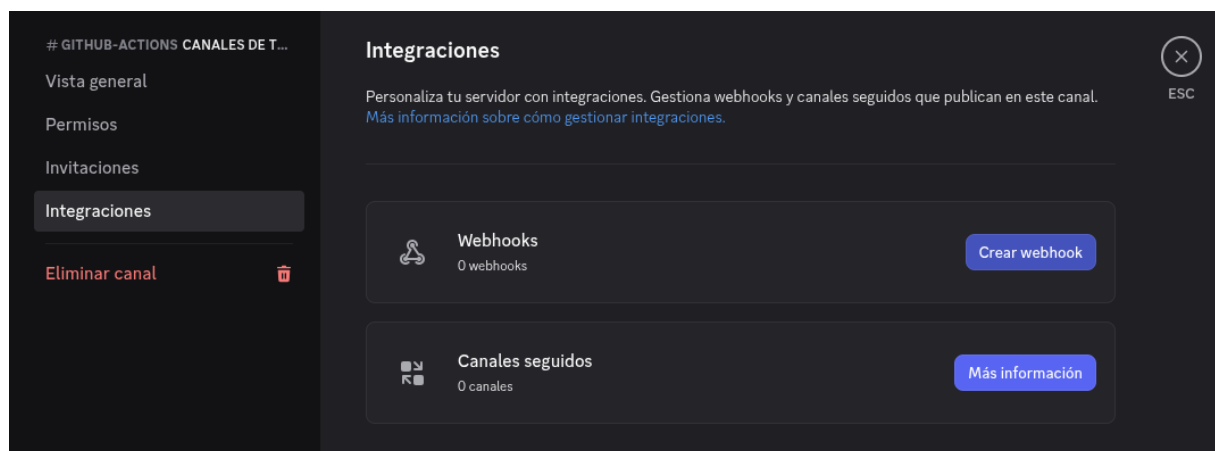 # GITHUB-ACTIONS CANALES DE T...
Vista general
Permisos
Invitaciones
Integraciones
Eliminar canal
Integraciones
Personaliza tu servidor con integraciones. Gestiona webhooks y canales seguidos que publican en este canal.
Más información sobre cómo gestionar integraciones.
Webhooks
0 webhooks
Crear webhook
Canales seguidos
0 canales
Más información
ESC